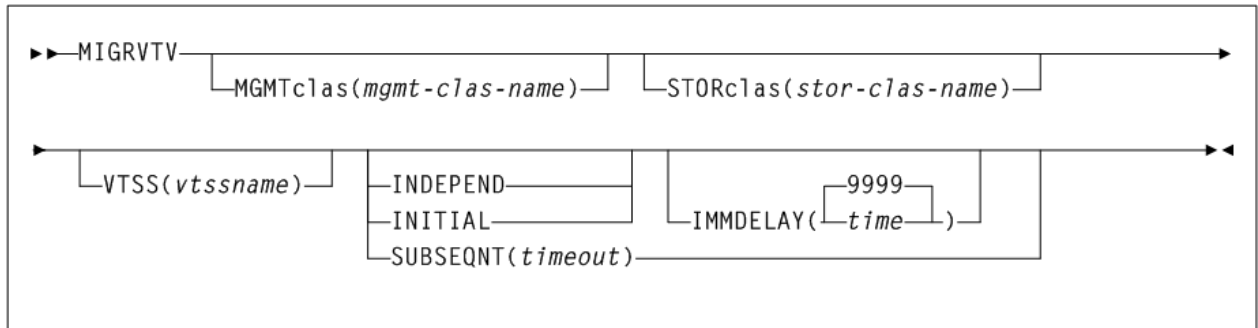 MIGRVTV
MGMTclas(mgmt-clas-name)
STORclas(stor-clas-name)
VTSS(vtssname)
INDEPEND
INITIAL
SUBSEQNT(timeout)
9999
IMMDELAY(time)